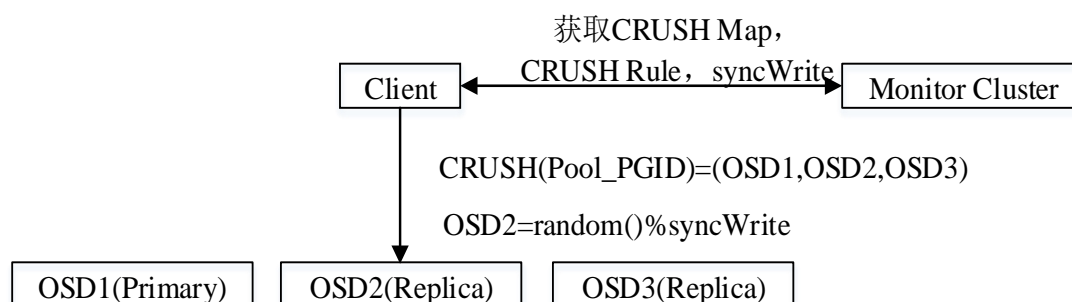 获取CRUSH Map，
CRUSH Rule，syncWrite
Client
Monitor Cluster
CRUSH(Pool_PGID)=(OSD1,OSD2,OSD3)
OSD2=random()%syncWrite
OSD1(Primary)
OSD2(Replica)
OSD3(Replica)